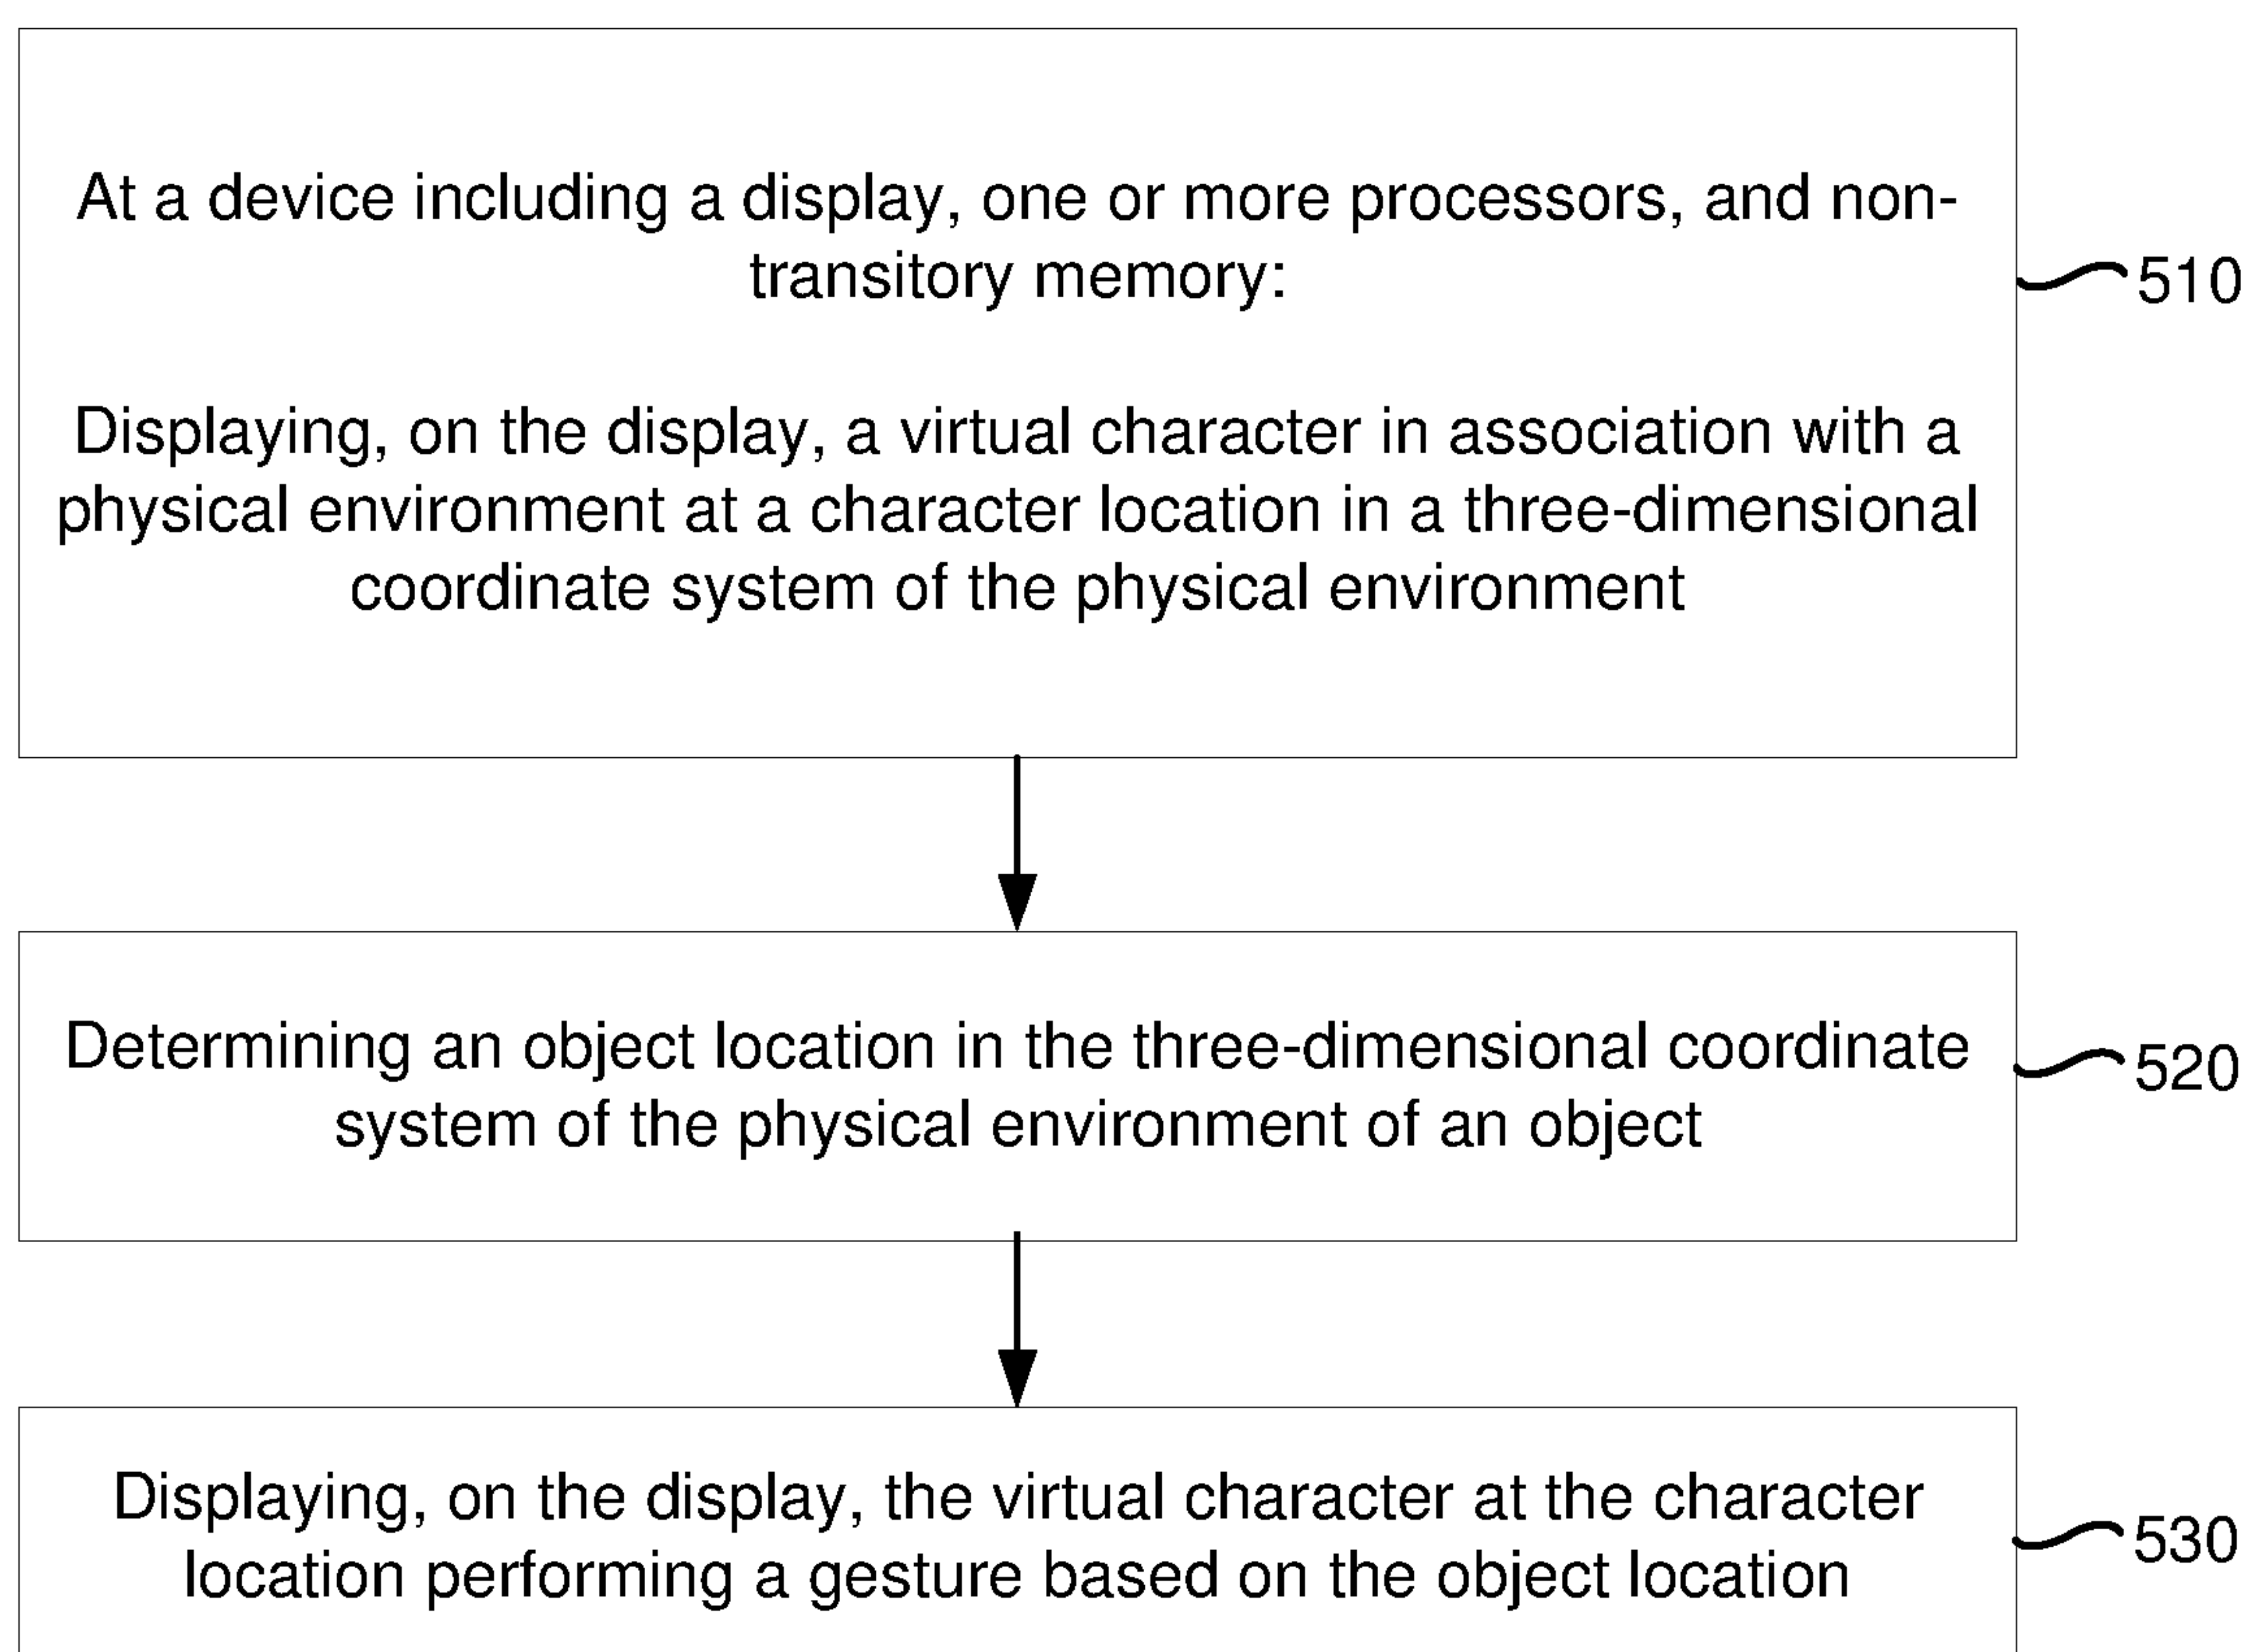 At a device including a display, one or more processors, and non-
transitory memory:
510
Displaying, on the display, a virtual character in association with a
physical environment at a character location in a three-dimensional
coordinate system of the physical environment
Determining an object location in the three-dimensional coordinate
system of the physical environment of an object
520
Displaying, on the display, the virtual character at the character
location performing a gesture based on the object location
530